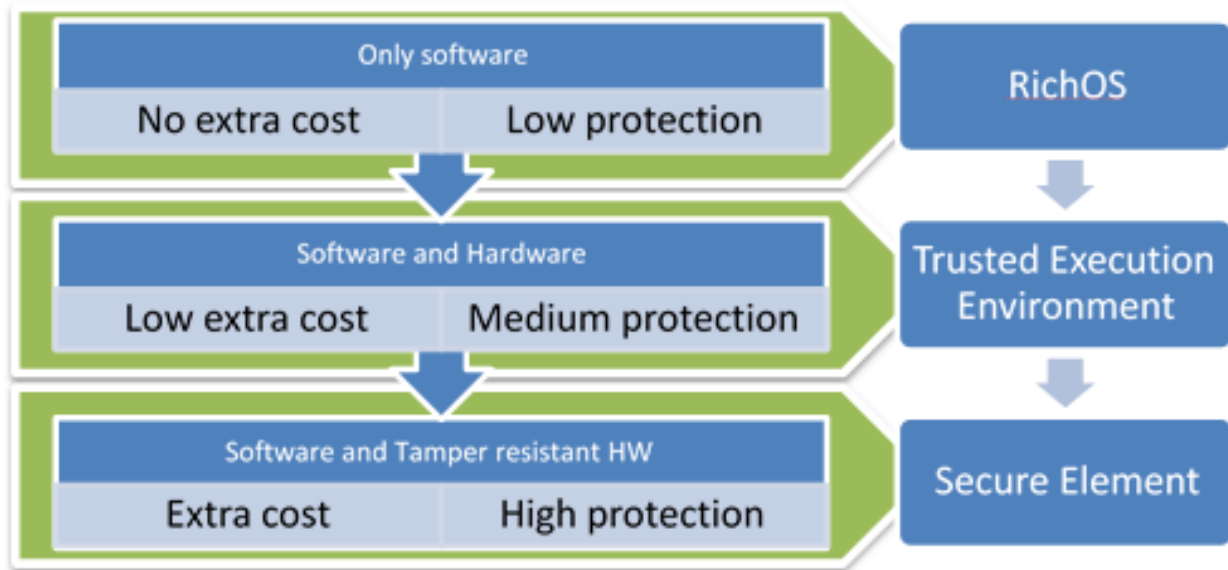 Only software
No extra cost
Low protection
RichOS
Software and Hardware
Low extra cost
Medium protection
Trusted Execution
Environment
Software and Tamper resistant HW
Extra cost
High protection
Secure Element